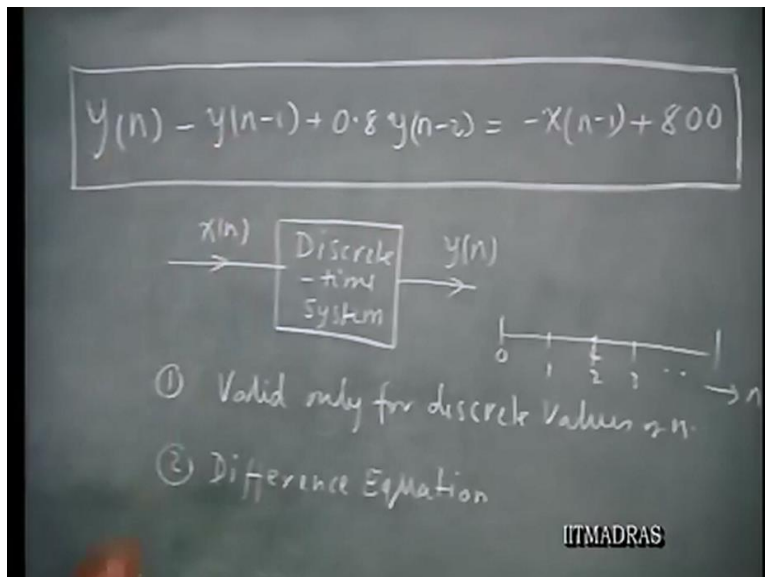 y(n) - y(n-1) + 0.8 y(n-2) = -x(n-1) + 800
x(n)
Discrete
-time
System
y(n)
0 1 2 3 .. → n
① Valid only for discrete values of n.
② Difference Equation
IITMADRAS